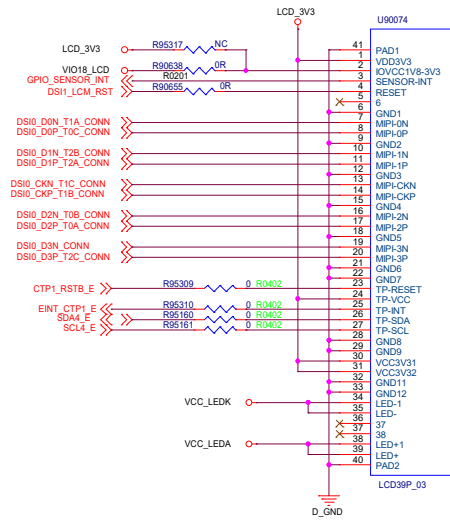 U90074
LCD_3V3
LCD_3V3 R95317 NC 41 PAD1
1 VDD3V3
VIO18_LCD R90638 0R 2 IOVCC1V8-3V3
GPIO_SENSOR_INT R0201 3 SENSOR-INT
DSI1_LCM_RST R90655 0R 4 RESET
5 6
6 GND1
DSI0_D0N_T1A_CONN 7 MIPI-0N
DSI0_D0P_T0C_CONN 8 MIPI-0P
9 GND2
DSI0_D1N_T2B_CONN 10 MIPI-1N
DSI0_D1P_T2A_CONN 11 MIPI-1P
12 GND3
DSI0_CKN_T1C_CONN 13 MIPI-CKN
DSI0_CKP_T1B_CONN 14 MIPI-CKP
15 GND4
DSI0_D2N_T0B_CONN 16 MIPI-2N
DSI0_D2P_T0A_CONN 17 MIPI-2P
18 GND5
DSI0_D3N_CONN 19 MIPI-3N
DSI0_D3P_T2C_CONN 20 MIPI-3P
21 GND6
22 GND7
CTP1_RSTB_E R95309 0 R0402 23 TP-RESET
24 TP-VCC
EINT_CTP1_E R95310 0 R0402 25 TP-INT
SDA4_E R95160 0 R0402 26 TP-SDA
SCL4_E R95161 0 R0402 27 TP-SCL
28 GND8
29 GND9
30 VCC3V31
31 VCC3V32
32 GND11
33 GND12
VCC_LEDK 34 LED-1
35 LED-
36 37
37 38
VCC_LEDA 38 LED+1
39 LED+
40 PAD2
LCD39P_03
D_GND